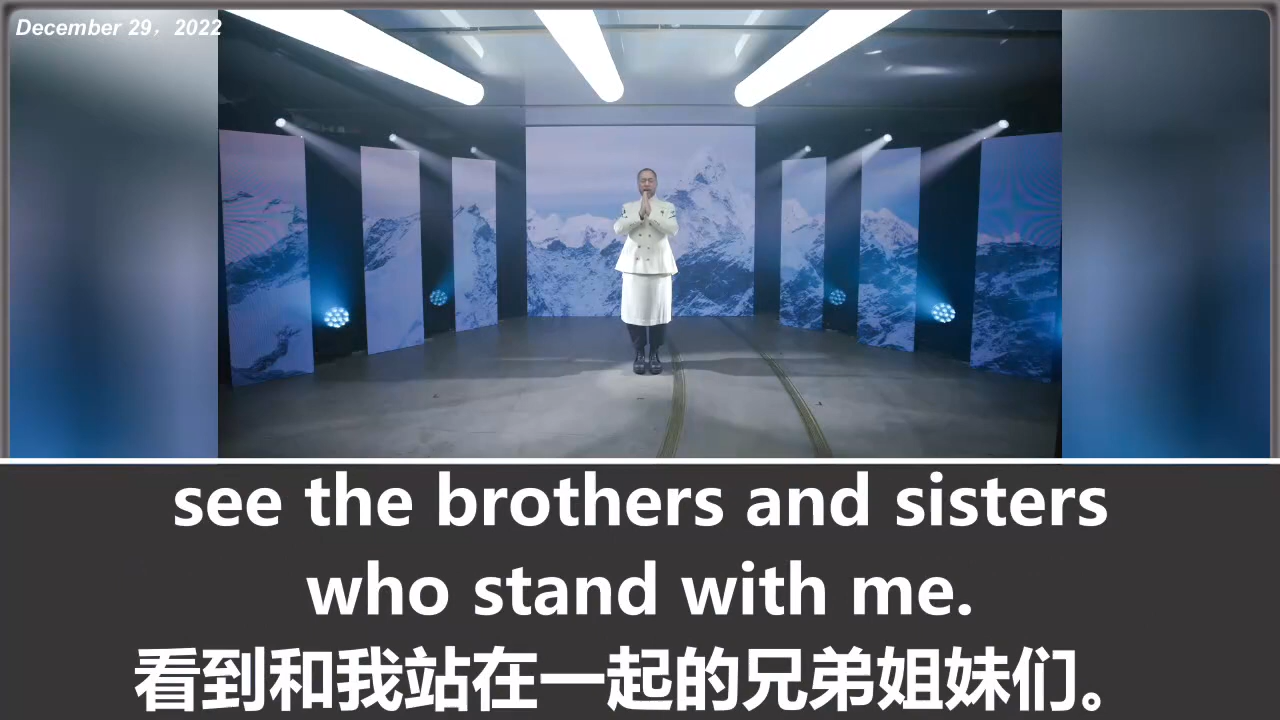 December 29，2022
see the brothers and sisters
who stand with me.
看到和我站在一起的兄弟姐妹们。